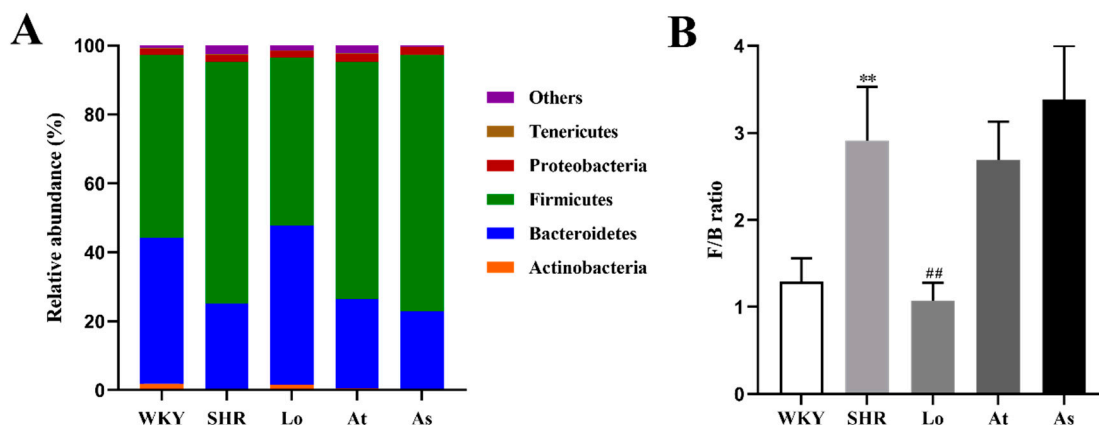 A
Relative abundance (%)
100
80
60
40
20
0
WKY SHR Lo At As
Others
Tenericutes
Proteobacteria
Firmicutes
Bacteroidetes
Actinobacteria
B
F/B ratio
4
3
2
1
0
**
##
WKY SHR Lo At As